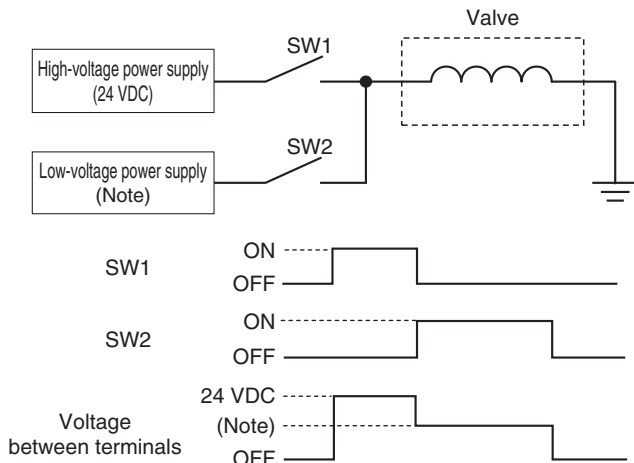 Valve
SW1
High-voltage power supply
(24 VDC)
SW2
Low-voltage power supply
(Note)
SW1
ON
OFF
SW2
ON
OFF
Voltage
between terminals
24 VDC
(Note)
OFF